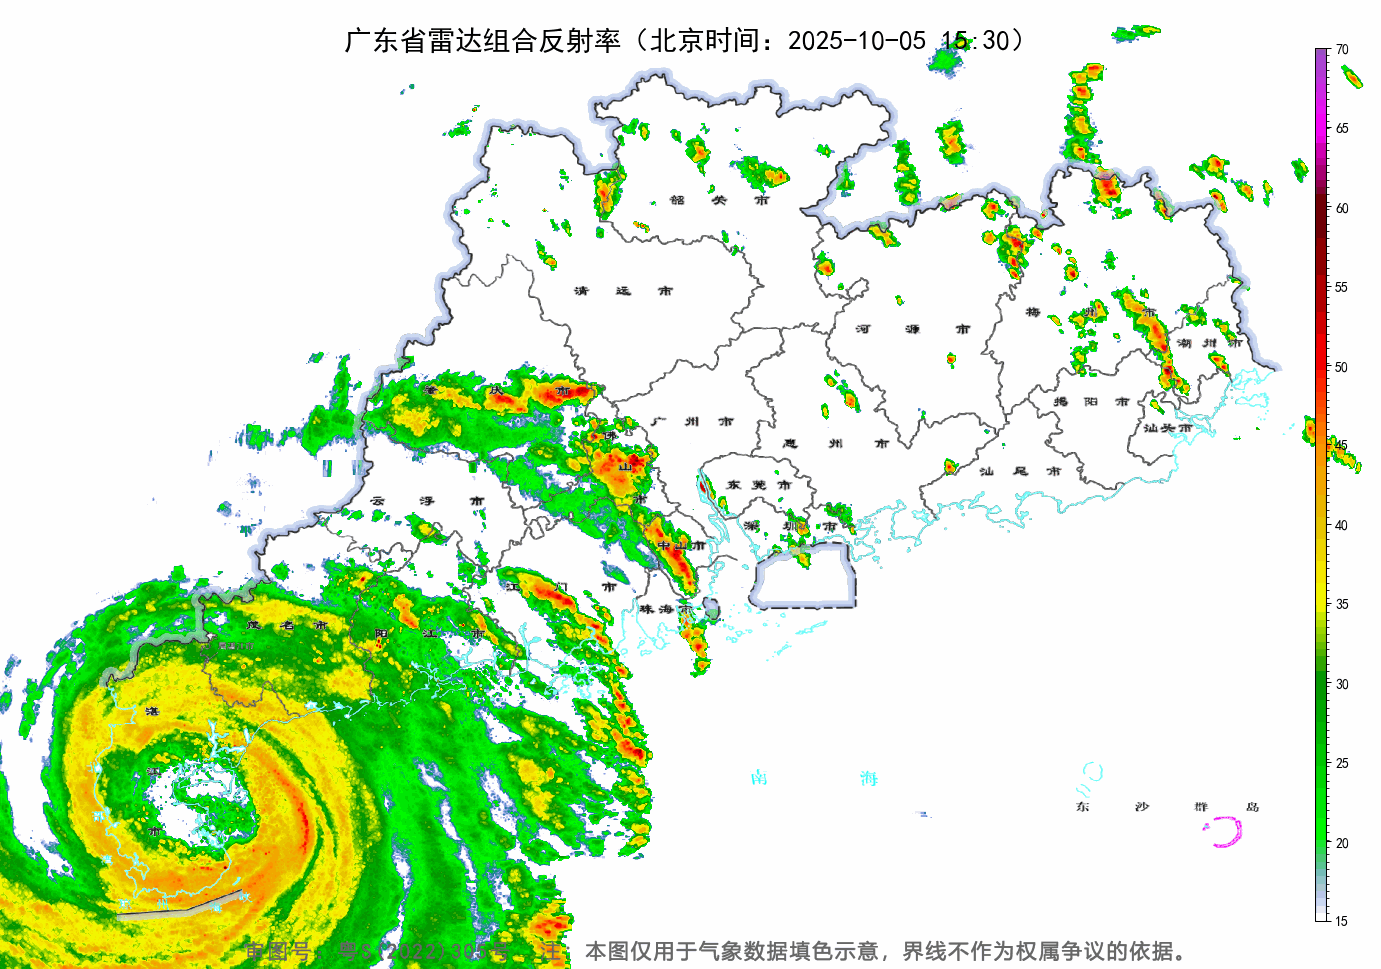 广东省雷达组合反射率（北京时间：2025-10-05 15:30）
70
65
60
55
50
45
40
35
30
25
20
15
韶关市
清远市
河源市
梅州市
潮州市
肇庆市
广州市
惠州市
揭阳市
汕头市
佛山市
云浮市
东莞市
汕尾市
深圳市
中山市
江门市
珠海市
茂名市
阳江市
湛江市
南海
东沙群岛
审图号：粤S(2022)305号 注：本图仅用于气象数据填色示意，界线不作为权属争议的依据。